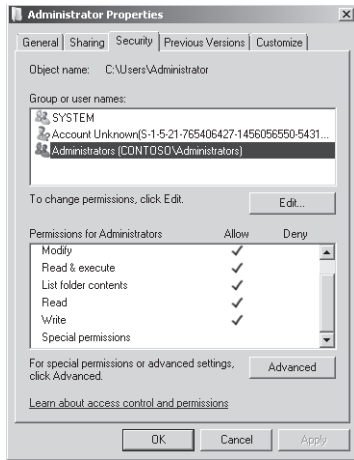 Administrator Properties
General Sharing Security Previous Versions Customize
Object name: C:\Users\Administrator
Group or user names:
SYSTEM
Account Unknown(S-1-5-21-765406427-1456056550-5431...
Administrators (CONTOSO\Administrators)
To change permissions, click Edit.
Edit...
Permissions for Administrators Allow Deny
Modify
Read & execute
List folder contents
Read
Write
Special permissions
For special permissions or advanced settings,
click Advanced.
Advanced
Learn about access control and permissions
OK Cancel Apply